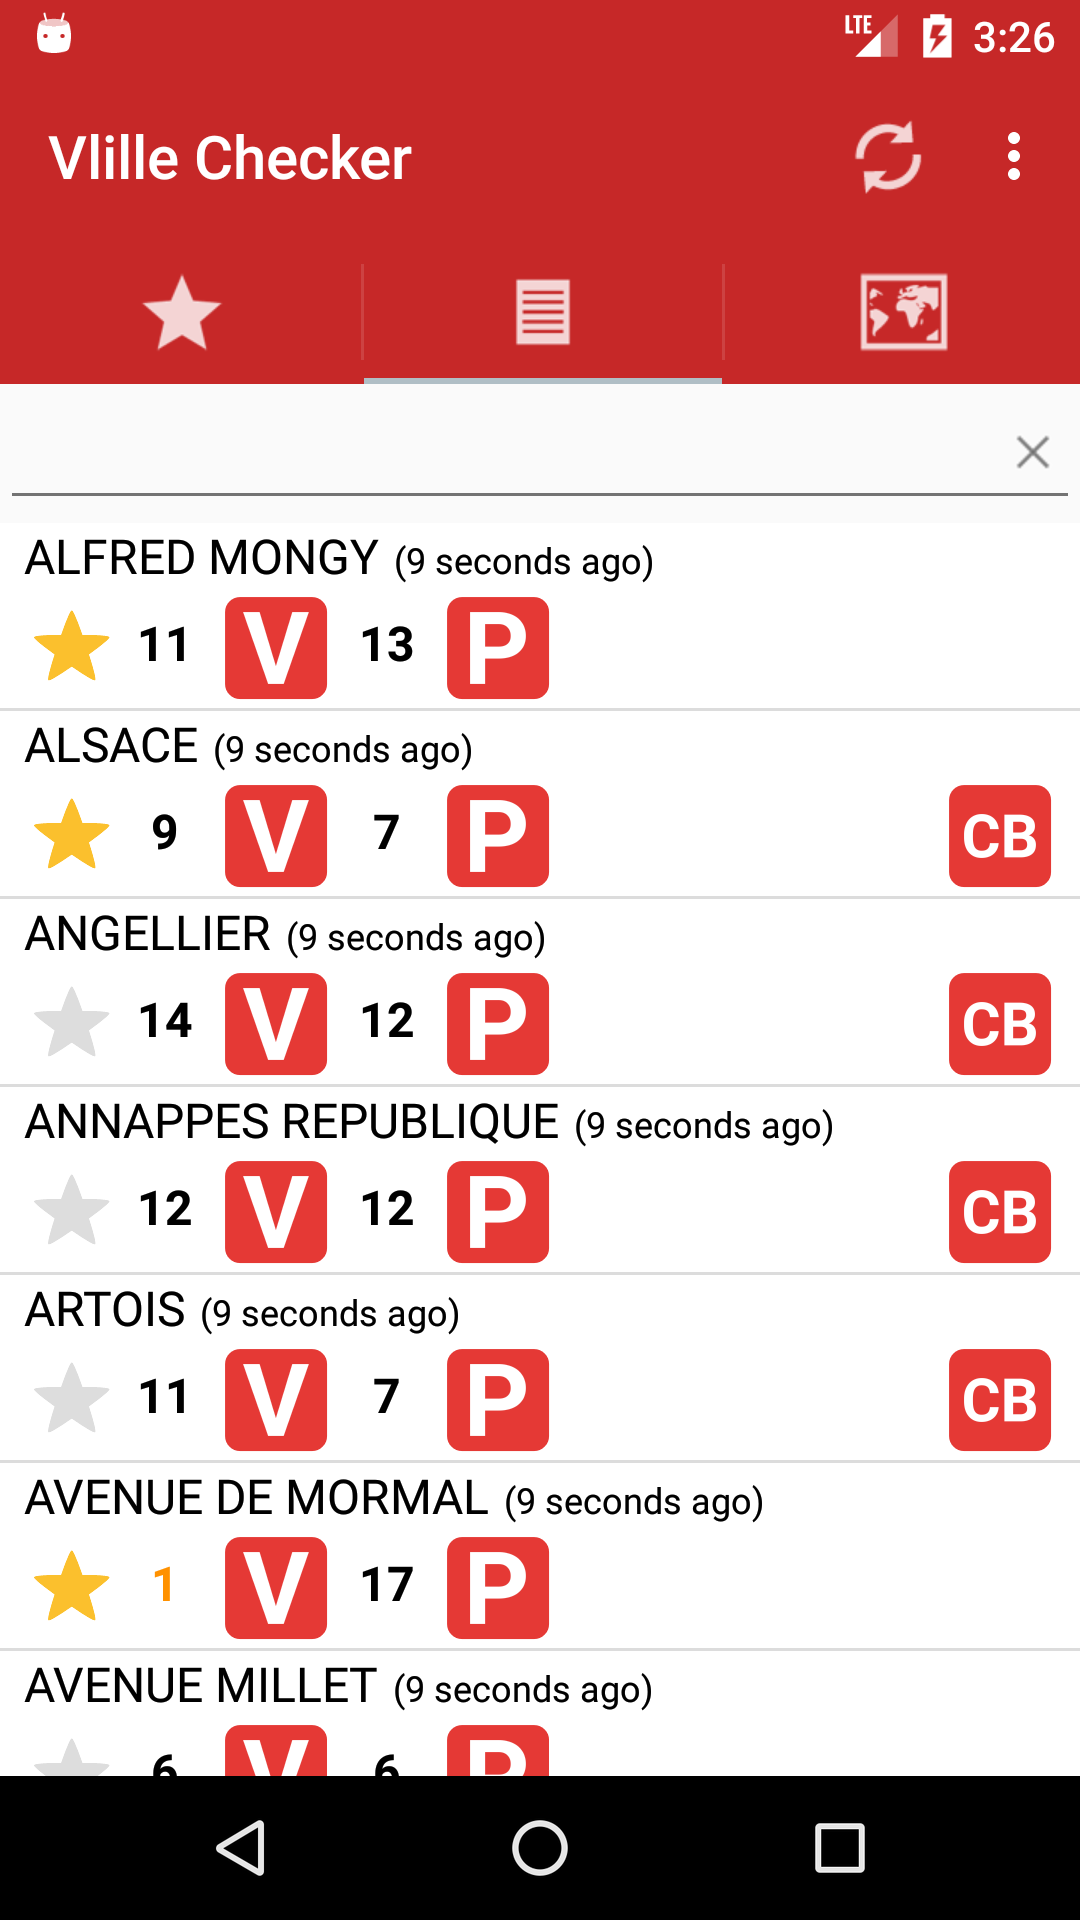 LTE 3:26
Vlille Checker
ALFRED MONGY (9 seconds ago)
11 V 13 P
ALSACE (9 seconds ago)
9 V 7 P CB
ANGELLIER (9 seconds ago)
14 V 12 P CB
ANNAPPES REPUBLIQUE (9 seconds ago)
12 V 12 P CB
ARTOIS (9 seconds ago)
11 V 7 P CB
AVENUE DE MORMAL (9 seconds ago)
1 V 17 P
AVENUE MILLET (9 seconds ago)
6 V 6 P